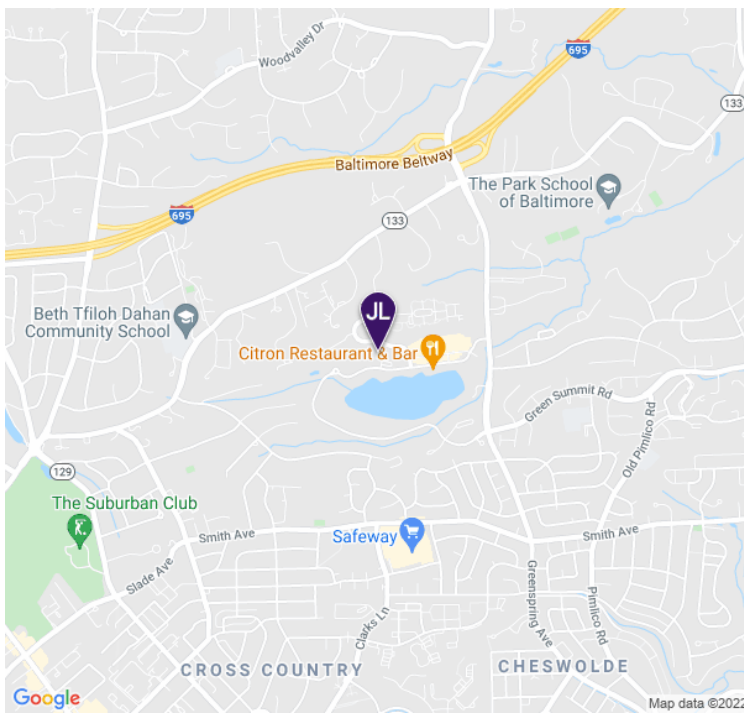 Woodvalley Dr
695
133
Baltimore Beltway
The Park School
of Baltimore
695
133
Beth Tfiloh Dahan
Community School
JL
Citron Restaurant & Bar
Green Summit Rd
Old Pimlico Rd
129
The Suburban Club
Smith Ave
Safeway
Smith Ave
Slade Ave
Greenspring Ave
Pimlico Rd
Clarks Ln
CROSS COUNTRY
CHESWOLDE
Google
Map data ©2022